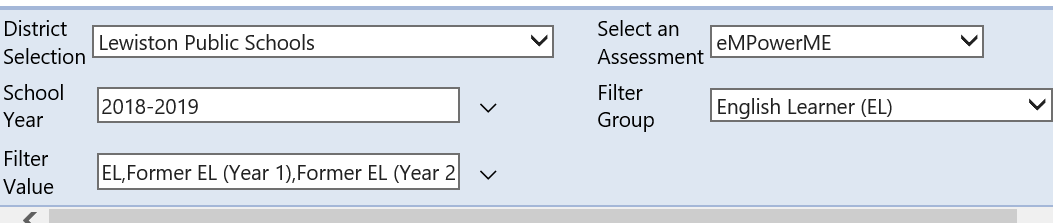 District Selection Lewiston Public Schools Select an Assessment eMPowerME
School Year 2018-2019 Filter Group English Learner (EL)
Filter Value EL,Former EL (Year 1),Former EL (Year 2